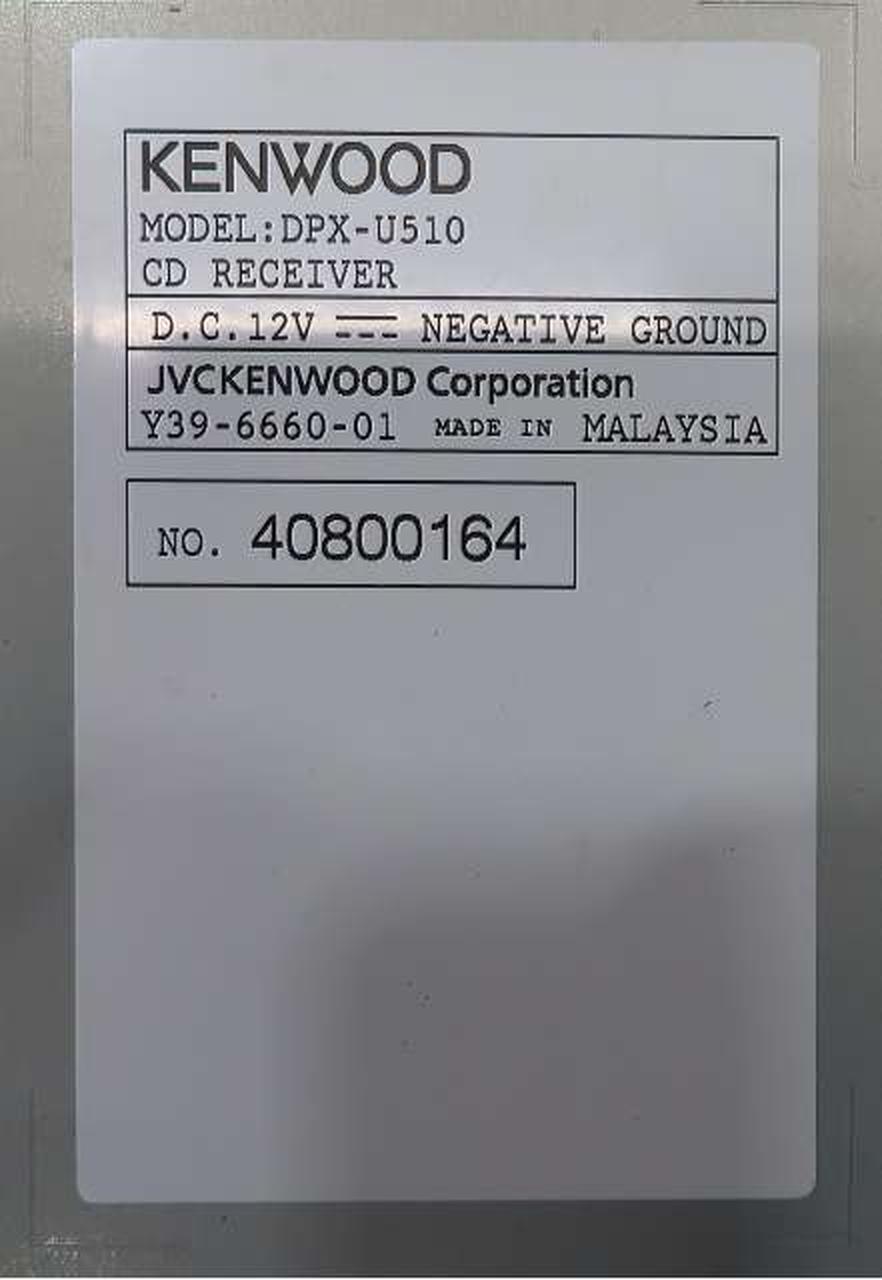 KENWOOD
MODEL:DPX-U510
CD RECEIVER
D.C.12V NEGATIVE GROUND
JVCKENWOOD Corporation
Y39-6660-01 MADE IN MALAYSIA
NO. 40800164